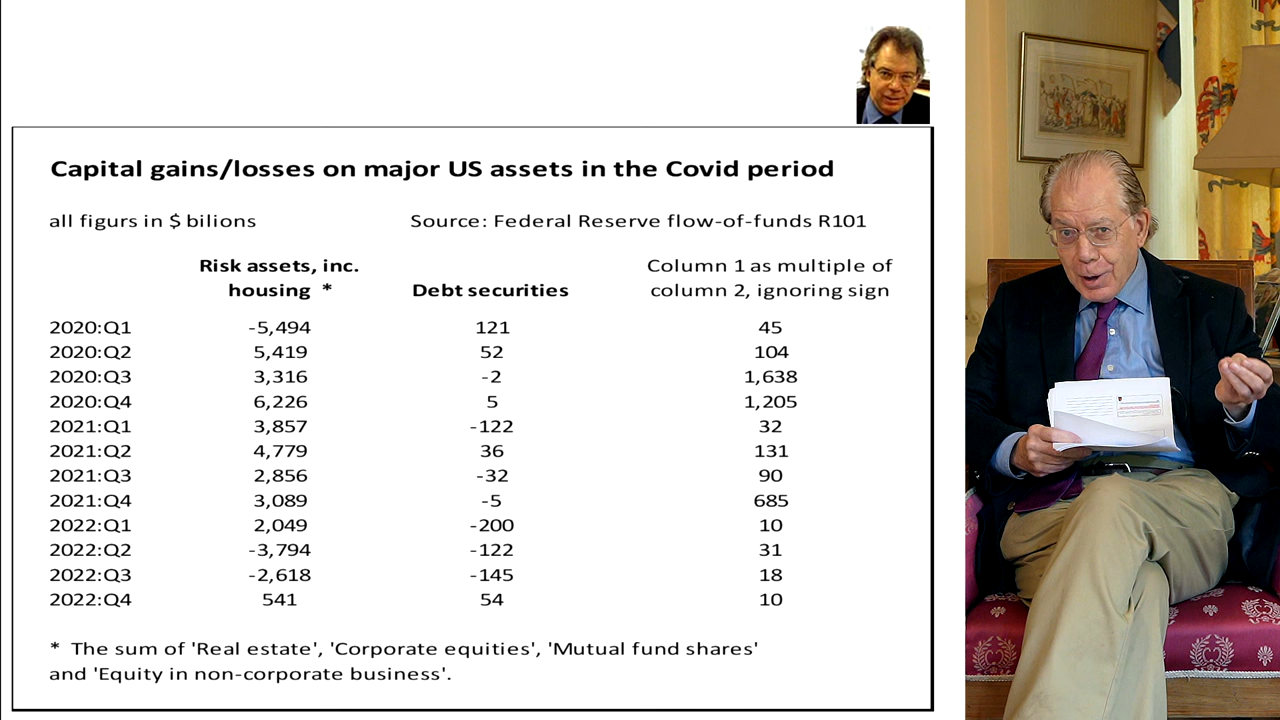 Capital gains/losses on major US assets in the Covid period
all figurs in $ bilions Source: Federal Reserve flow-of-funds R101
Risk assets, inc. Column 1 as multiple of
housing * Debt securities column 2, ignoring sign
2020:Q1 -5,494 121 45
2020:Q2 5,419 52 104
2020:Q3 3,316 -2 1,638
2020:Q4 6,226 5 1,205
2021:Q1 3,857 -122 32
2021:Q2 4,779 36 131
2021:Q3 2,856 -32 90
2021:Q4 3,089 -5 685
2022:Q1 2,049 -200 10
2022:Q2 -3,794 -122 31
2022:Q3 -2,618 -145 18
2022:Q4 541 54 10
* The sum of 'Real estate', 'Corporate equities', 'Mutual fund shares'
and 'Equity in non-corporate business'.